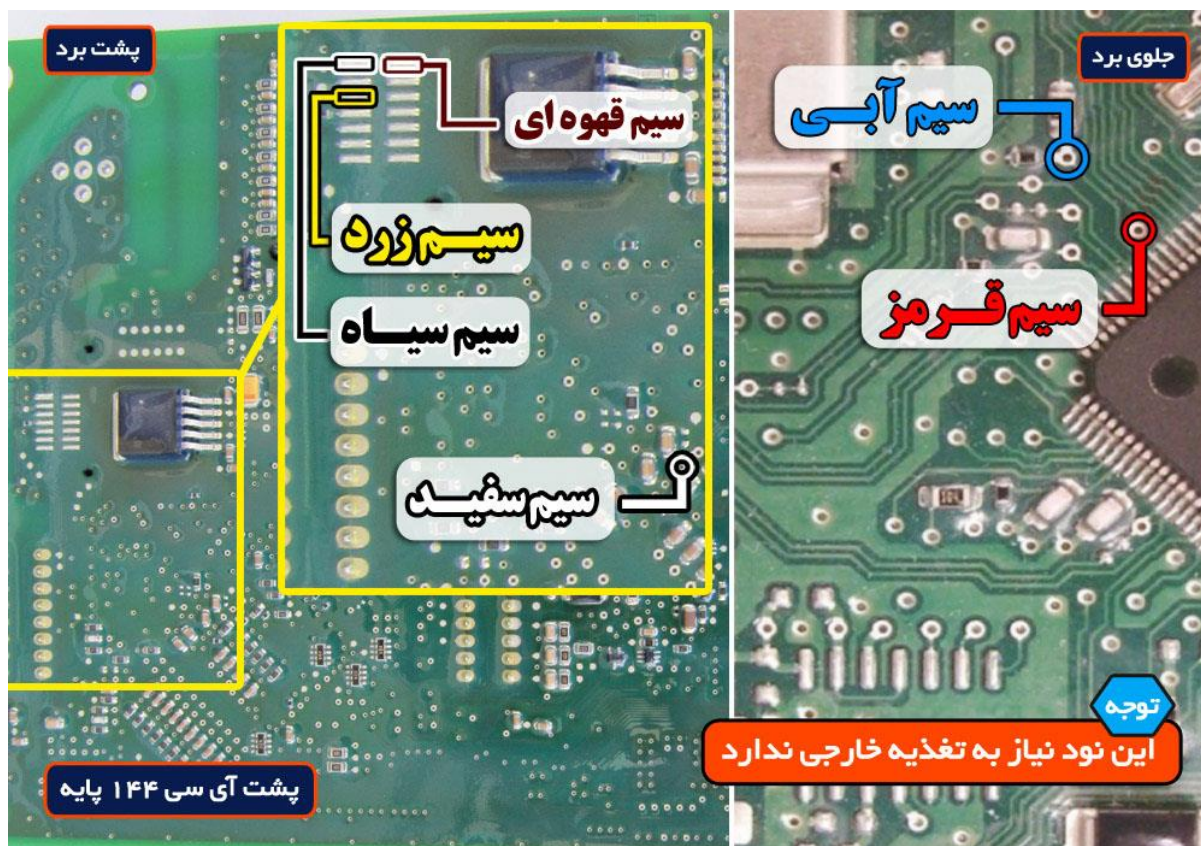 پشت برد
جلوی برد
سیم قهوه ای
سیم آبی
سیم زرد
سیم قرمز
سیم سیاه
سیم سفید
504
توجه
این نود نیاز به تغذیه خارجی ندارد
پشت آی سی ۱۴۴ پایه